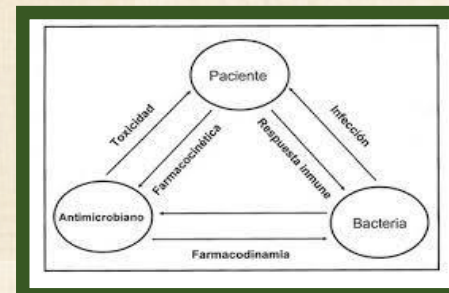 Paciente
Toxicidad
Farmacocinética
Respuesta inmune
Infección
Antimicrobiano
Bacteria
Farmacodinamia